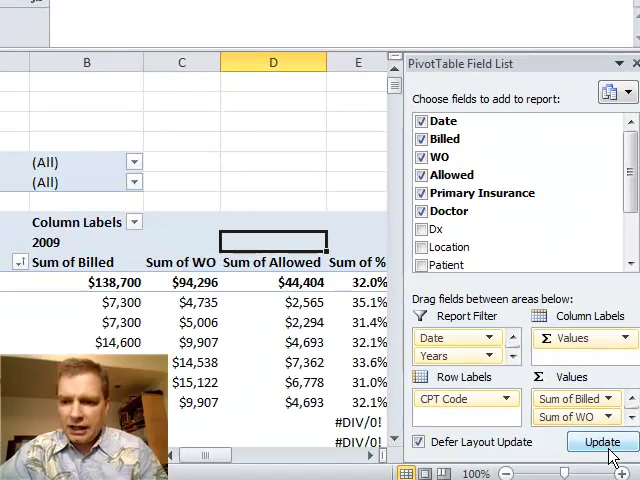 B C D E
PivotTable Field List
Choose fields to add to report:
Date
Billed
WO
Allowed
Primary Insurance
Doctor
Dx
Location
Patient
(All)
(All)
Column Labels
2009
Sum of Billed Sum of WO Sum of Allowed Sum of %
$138,700 $94,296 $44,404 32.0%
$7,300 $4,735 $2,565 35.1%
$7,300 $5,006 $2,294 31.4%
$14,600 $9,907 $4,693 32.1%
$14,538 $7,362 33.6%
$15,122 $6,778 31.0%
$9,907 $4,693 32.1%
#DIV/0!
#DIV/0!
Drag fields between areas below:
Report Filter Column Labels
Date Values
Years
Row Labels Σ Values
CPT Code Sum of Billed
Sum of WO
Defer Layout Update Update
100%